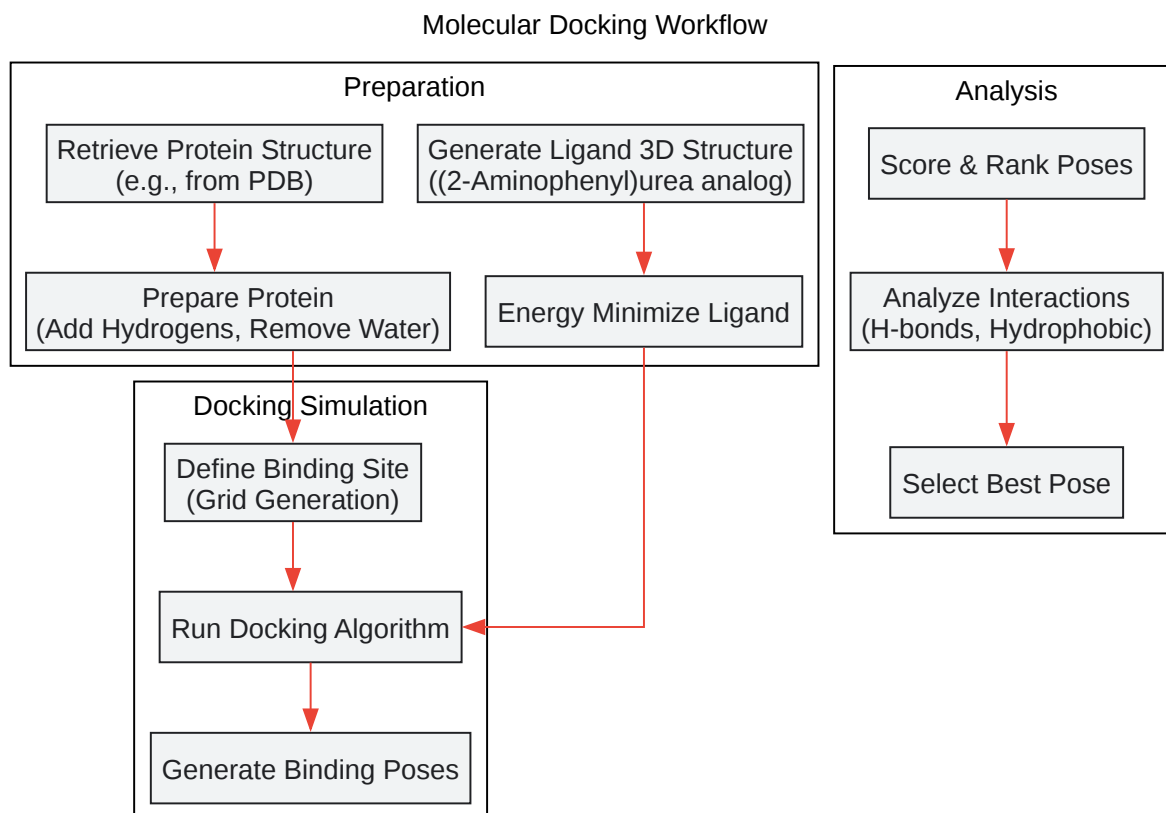 Molecular Docking Workflow
Preparation
Retrieve Protein Structure
(e.g., from PDB)
Generate Ligand 3D Structure
((2-Aminophenyl)urea analog)
Prepare Protein
(Add Hydrogens, Remove Water)
Energy Minimize Ligand
Docking Simulation
Define Binding Site
(Grid Generation)
Run Docking Algorithm
Generate Binding Poses
Analysis
Score & Rank Poses
Analyze Interactions
(H-bonds, Hydrophobic)
Select Best Pose